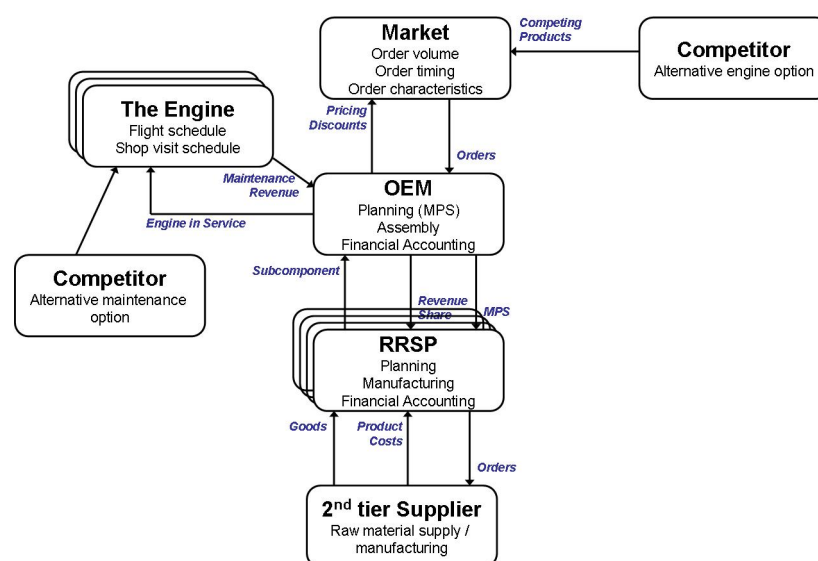 Market
Order volume
Order timing
Order characteristics
Competing
Products
Competitor
Alternative engine option
The Engine
Flight schedule
Shop visit schedule
Pricing
Discounts
Orders
Maintenance
Revenue
OEM
Planning (MPS)
Assembly
Financial Accounting
Engine in Service
Competitor
Alternative maintenance
option
Subcomponent
Revenue
Share
MPS
RRSP
Planning
Manufacturing
Financial Accounting
Goods
Product
Costs
Orders
2nd tier Supplier
Raw material supply /
manufacturing